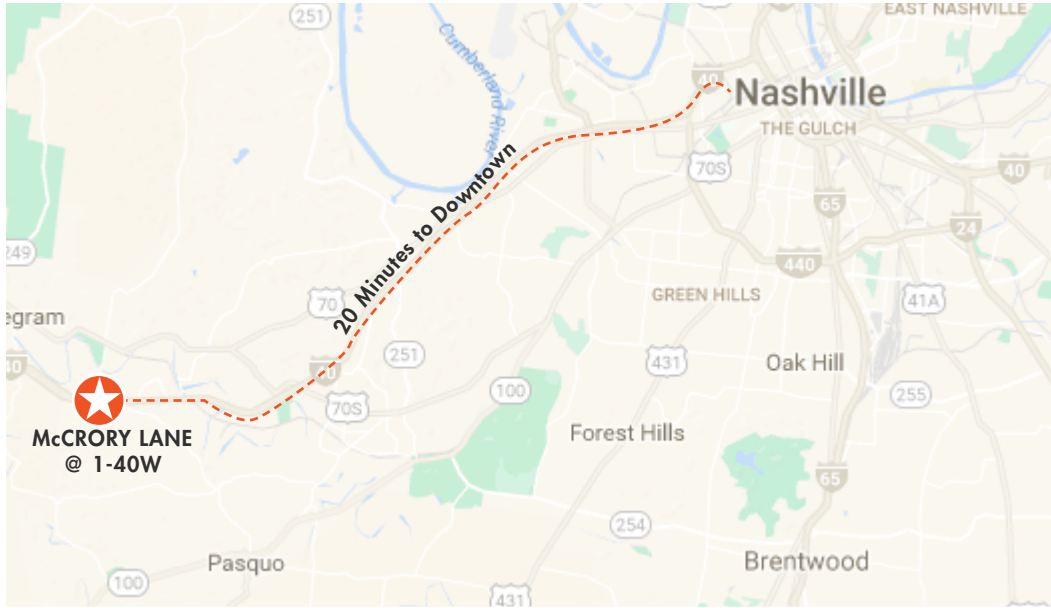 251
EAST NASHVILLE
Cumberland River
40
Nashville
THE GULCH
70S
40
65
24
249
440
20 Minutes to Downtown
GREEN HILLS
41A
70
egram
251
431
Oak Hill
40
40
100
255
70S
McCRORY LANE
@ 1-40W
Forest Hills
65
254
Pasquo
Brentwood
100
431